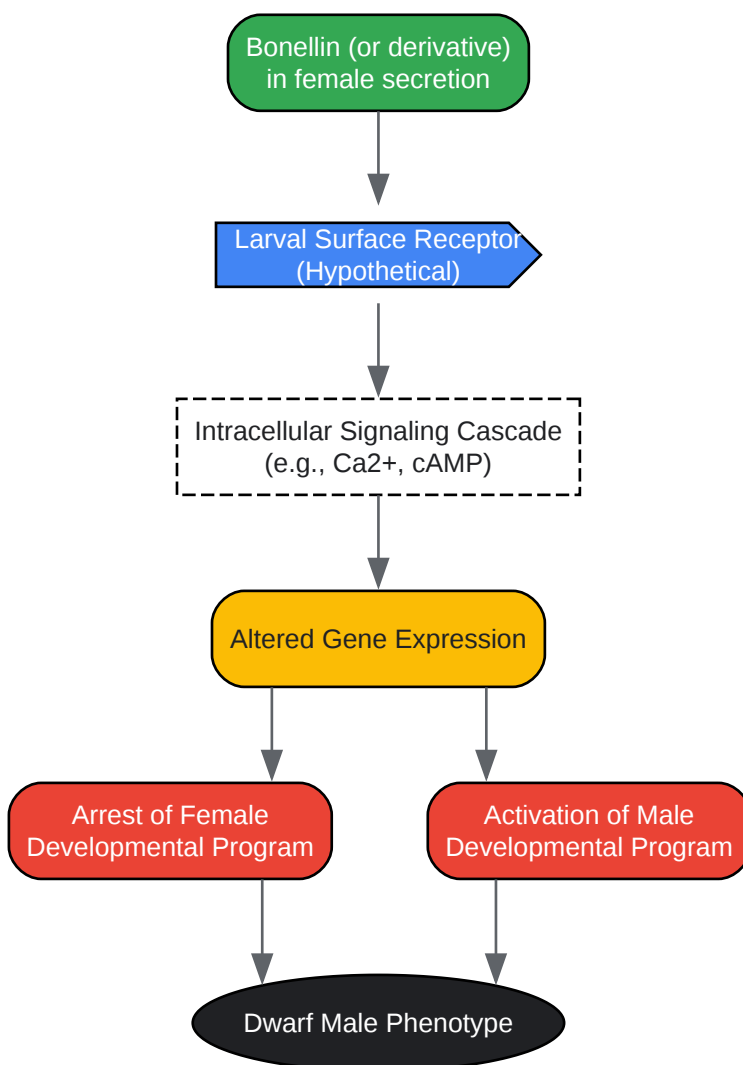 Bonellin (or derivative)
in female secretion
Larval Surface Receptor
(Hypothetical)
Intracellular Signaling Cascade
(e.g., Ca2+, cAMP)
Altered Gene Expression
Arrest of Female
Developmental Program
Activation of Male
Developmental Program
Dwarf Male Phenotype